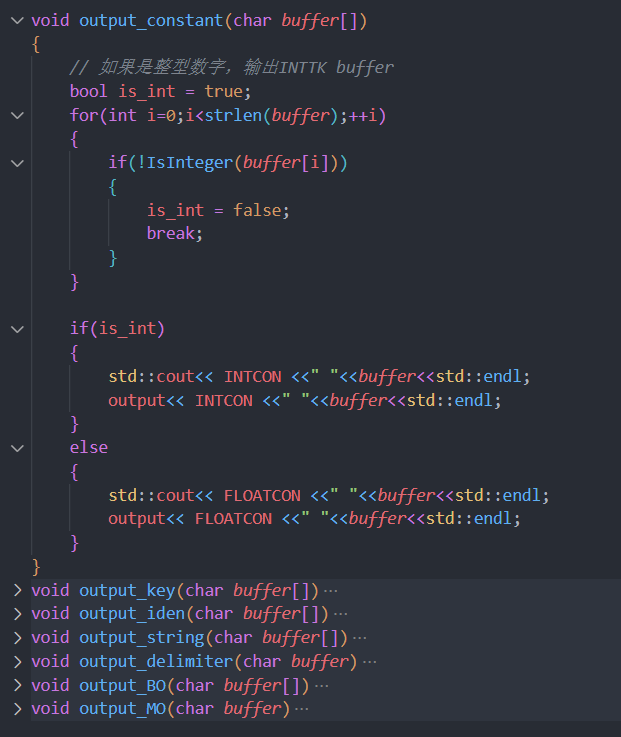 void output_constant(char buffer[])
{
    // 如果是整型数字，输出INTTK buffer
    bool is_int = true;
    for(int i=0;i<strlen(buffer);++i)
    {
        if(!IsInteger(buffer[i]))
        {
            is_int = false;
            break;
        }
    }

    if(is_int)
    {
        std::cout<< INTCON <<" "<<buffer<<std::endl;
        output<< INTCON <<" "<<buffer<<std::endl;
    }
    else
    {
        std::cout<< FLOATCON <<" "<<buffer<<std::endl;
        output<< FLOATCON <<" "<<buffer<<std::endl;
    }
}
void output_key(char buffer[])···
void output_iden(char buffer[])···
void output_string(char buffer[])···
void output_delimiter(char buffer)···
void output_BO(char buffer[])···
void output_MO(char buffer)···